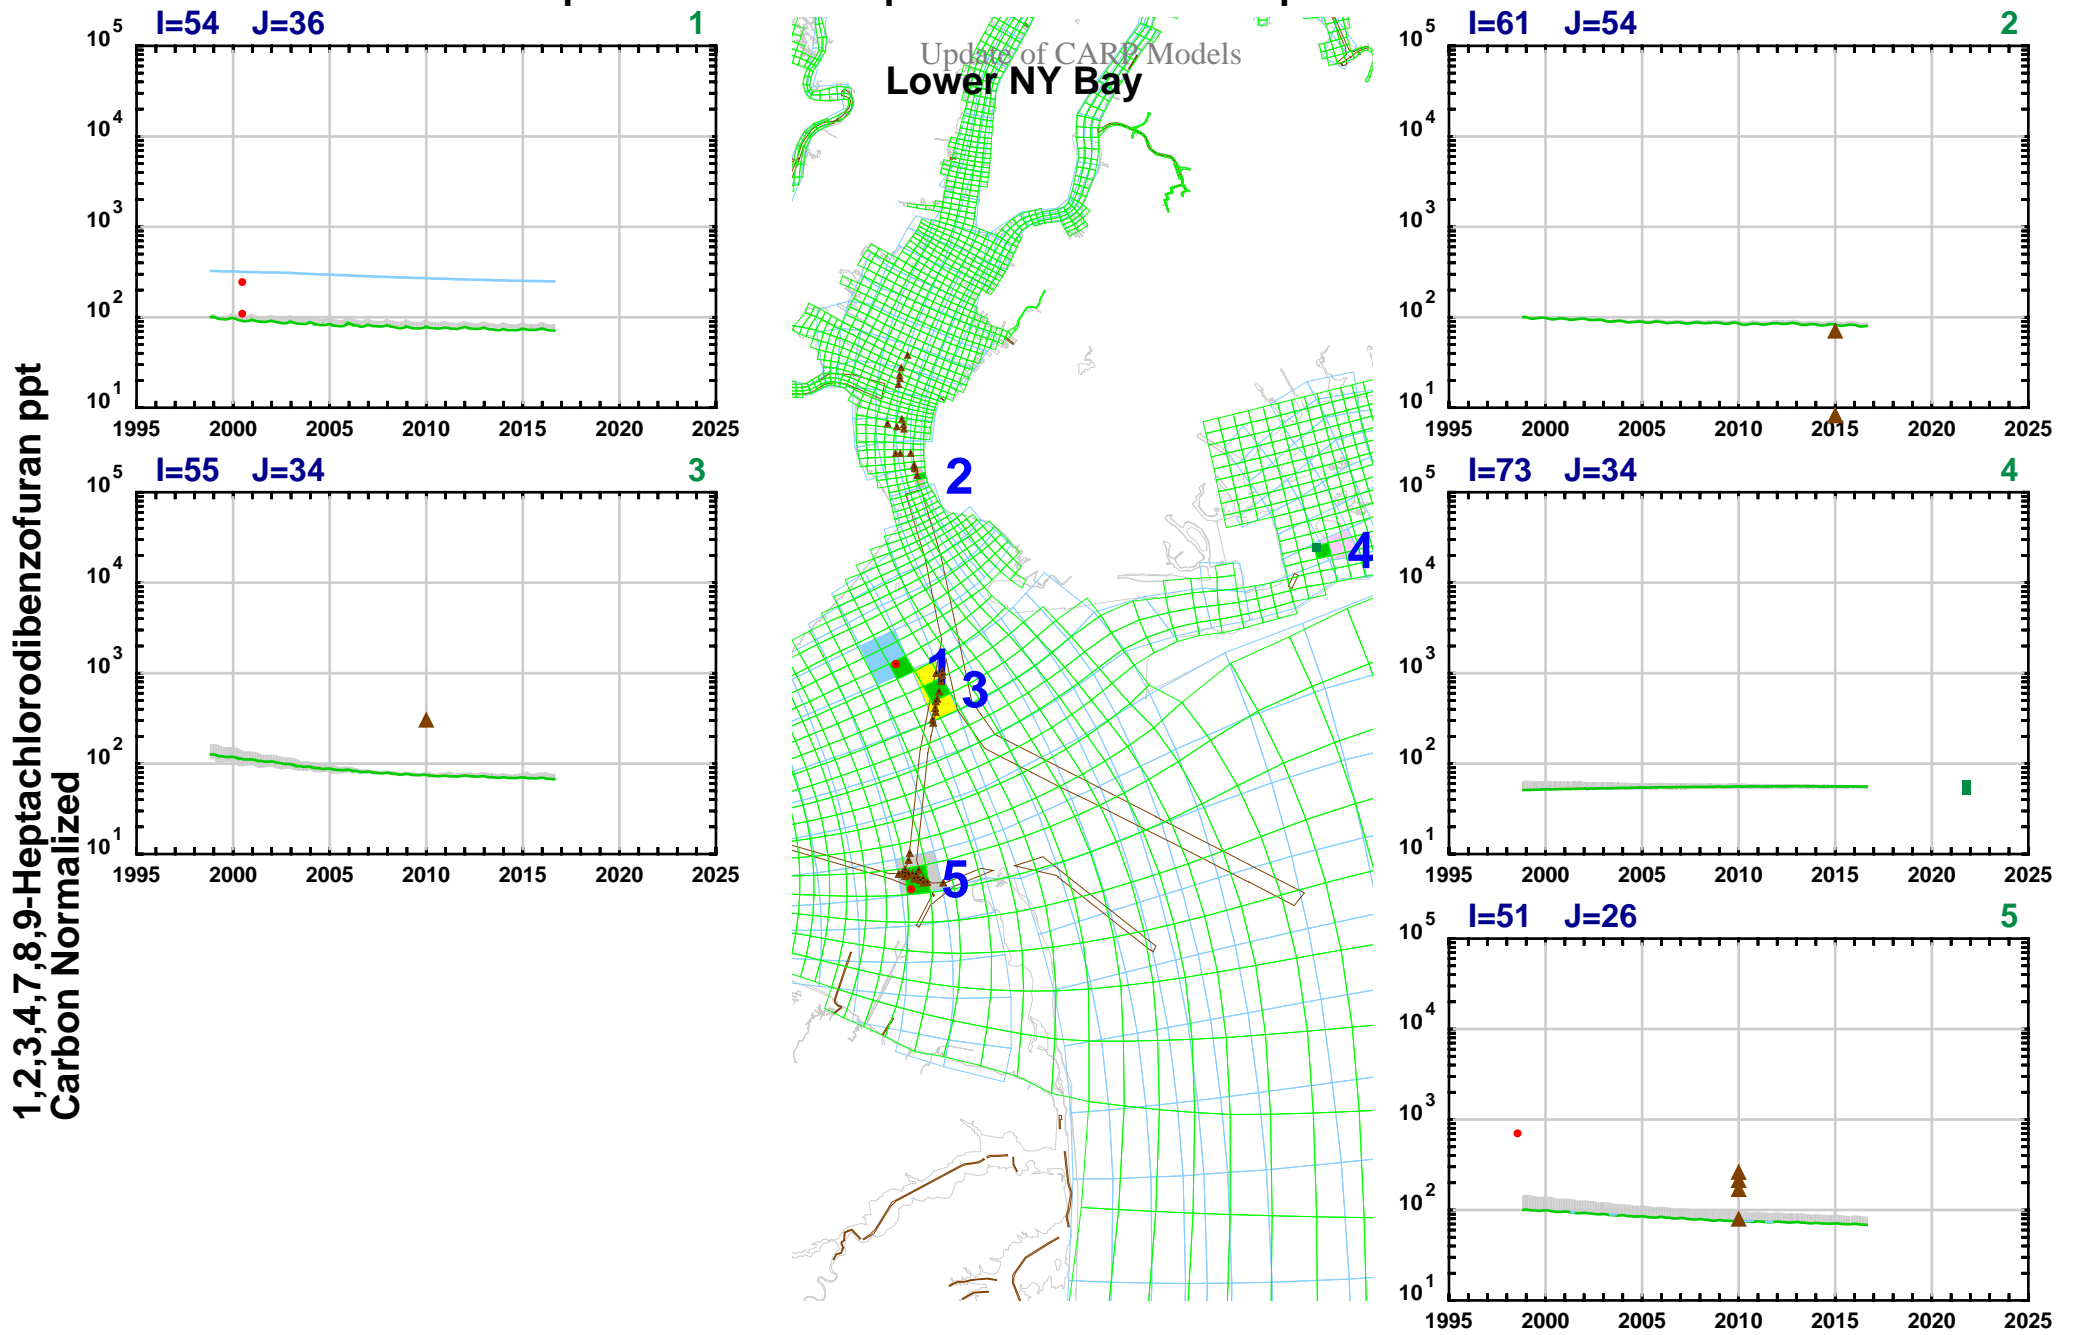 Update of CARP Models
Lower NY Bay
1,2,3,4,7,8,9-Heptachlorodibenzofuran ppt
Carbon Normalized
I=54 J=36 1
10^5
10^4
10^3
10^2
10^1
1995 2000 2005 2010 2015 2020 2025
I=55 J=34 3
10^5
10^4
10^3
10^2
10^1
1995 2000 2005 2010 2015 2020 2025
1
2
3
4
5
I=61 J=54 2
10^5
10^4
10^3
10^2
10^1
1995 2000 2005 2010 2015 2020 2025
I=73 J=34 4
10^5
10^4
10^3
10^2
10^1
1995 2000 2005 2010 2015 2020 2025
I=51 J=26 5
10^5
10^4
10^3
10^2
10^1
1995 2000 2005 2010 2015 2020 2025